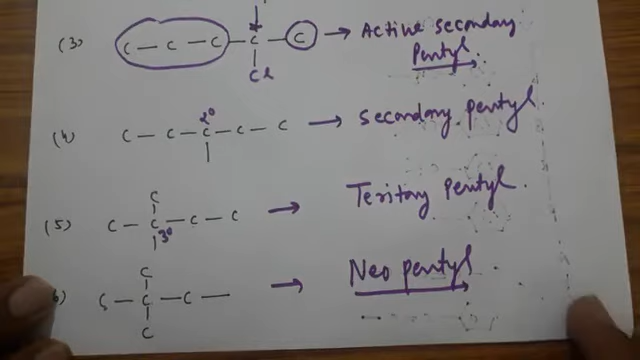 (3) C — C — C — C — C → Active secondary
Cl Pentyl.
2°
(4) C — C — C — C — C → Secondary pentyl.
C
(5) C — C — C — C → Teritary Pentyl.
3°
C
6) C — C — C — → Neo pentyl
C